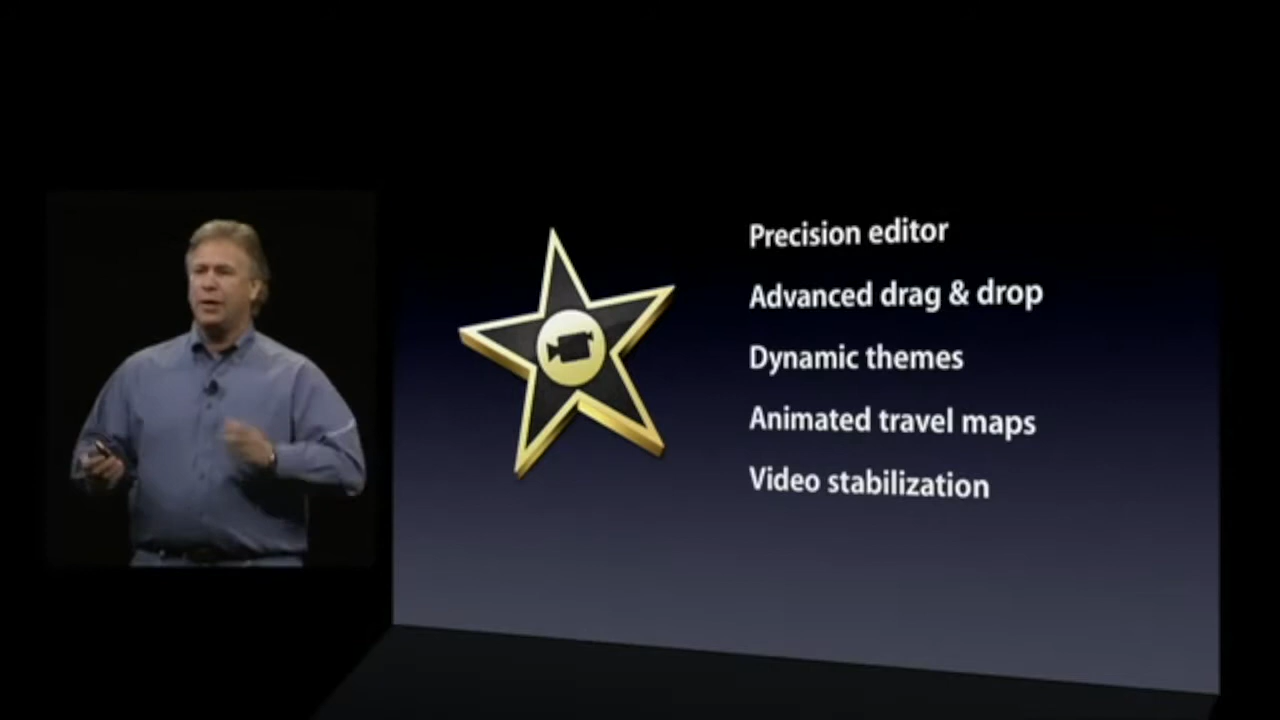 Precision editor
Advanced drag & drop
Dynamic themes
Animated travel maps
Video stabilization